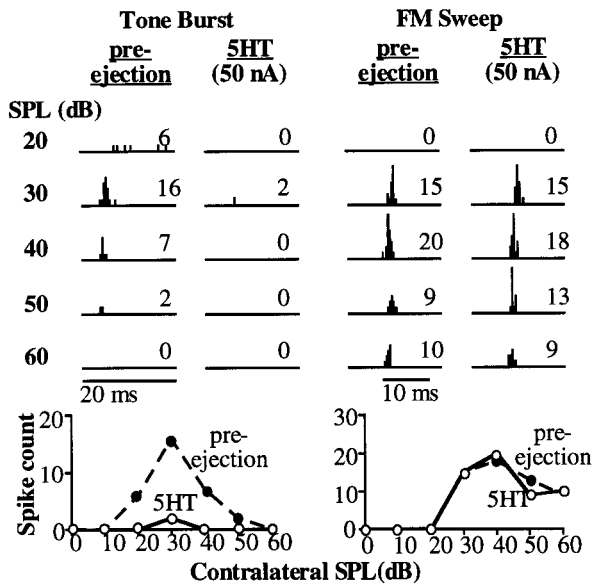 Tone Burst FM Sweep
pre-ejection 5HT (50 nA) pre-ejection 5HT (50 nA)
SPL (dB)
20 6 0 0 0
30 16 2 15 15
40 7 0 20 18
50 2 0 9 13
60 0 0 10 9
20 ms 10 ms
Spike count
20
10
0
pre-ejection
5HT
0 10 20 30 40 50 60
30
20
10
0
pre-ejection
5HT
0 10 20 30 40 50 60
Contralateral SPL(dB)